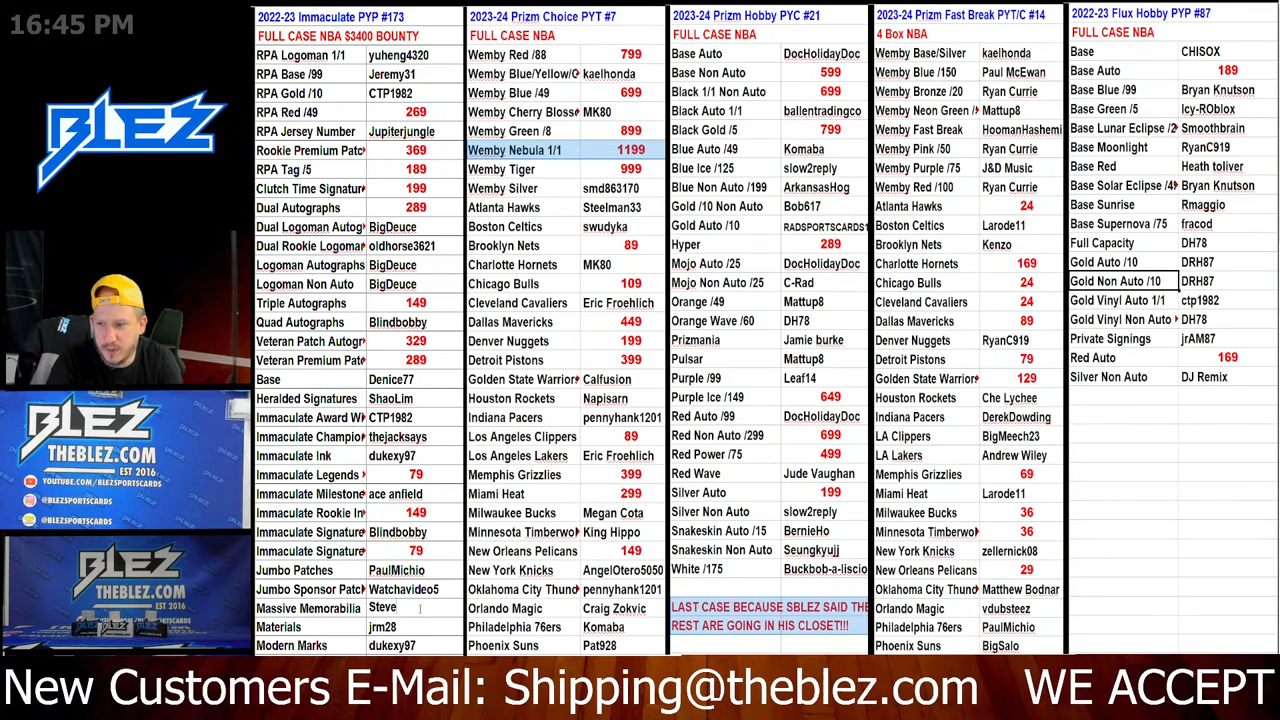 16:45 PM
BLEZ
BLEZ
THEBLEZ.COM
EST 2016
YOUTUBE.COM/BLEZSPORTSCARDS
@BLEZSPORTSCARDS
@BLEZSPORTSCARDS
BLEZ
THEBLEZ.COM
EST 2016
2022-23 Immaculate PYP #173
FULL CASE NBA $3400 BOUNTY
RPA Logoman 1/1 yuheng4320
RPA Base /99 Jeremy31
RPA Gold /10 CTP1982
RPA Red /49 269
RPA Jersey Number Jupiterjungle
Rookie Premium Patc 369
RPA Tag /5 189
Clutch Time Signatur 199
Dual Autographs 289
Dual Logoman Autog BigDeuce
Dual Rookie Logomar oldhorse3621
Logoman Autographs BigDeuce
Logoman Non Auto BigDeuce
Triple Autographs 149
Quad Autographs Blindbobby
Veteran Patch Autogr 329
Veteran Premium Pate 289
Base Denice77
Heralded Signatures ShaoLim
Immaculate Award W CTP1982
Immaculate Champio thejacksays
Immaculate Ink dukexy97
Immaculate Legends 79
Immaculate Milestone ace anfield
Immaculate Rookie In 149
Immaculate Signature Blindbobby
Immaculate Signature 79
Jumbo Patches PaulMichio
Jumbo Sponsor Patc Watchavideo5
Massive Memorabilia Steve
Materials jrm28
Modern Marks dukexy97
2023-24 Prizm Choice PYT #7
FULL CASE NBA
Wemby Red /88 799
Wemby Blue/Yellow/G kaelhonda
Wemby Blue /49 699
Wemby Cherry Blosso MK80
Wemby Green /8 899
Wemby Nebula 1/1 1199
Wemby Tiger 999
Wemby Silver smd863170
Atlanta Hawks Steelman33
Boston Celtics swudyka
Brooklyn Nets 89
Charlotte Hornets MK80
Chicago Bulls 109
Cleveland Cavaliers Eric Froehlich
Dallas Mavericks 449
Denver Nuggets 199
Detroit Pistons 399
Golden State Warrior Calfusion
Houston Rockets Napisarn
Indiana Pacers pennyhank1201
Los Angeles Clippers 89
Los Angeles Lakers Eric Froehlich
Memphis Grizzlies 399
Miami Heat 299
Milwaukee Bucks Megan Cota
Minnesota Timberwo King Hippo
New Orleans Pelicans 149
New York Knicks AngelOtero5050
Oklahoma City Thund pennyhank1201
Orlando Magic Craig Zokvic
Philadelphia 76ers Komaba
Phoenix Suns Pat928
2023-24 Prizm Hobby PYC #21
FULL CASE NBA
Base Auto DocHolidayDoc
Base Non Auto 599
Black 1/1 Non Auto 699
Black Auto 1/1 ballentradingco
Black Gold /5 799
Blue Auto /49 Komaba
Blue Ice /125 slow2reply
Blue Non Auto /199 ArkansasHog
Gold /10 Non Auto Bob617
Gold Auto /10 RADSPORTSCARDS1
Hyper 289
Mojo Auto /25 DocHolidayDoc
Mojo Non Auto /25 C-Rad
Orange /49 Mattup8
Orange Wave /60 DH78
Prizmania Jamie burke
Pulsar Mattup8
Purple /99 Leaf14
Purple Ice /149 649
Red Auto /99 DocHolidayDoc
Red Non Auto /299 699
Red Power /75 499
Red Wave Jude Vaughan
Silver Auto 199
Silver Non Auto slow2reply
Snakeskin Auto /15 BernieHo
Snakeskin Non Auto Seungkyujj
White /175 Buckbob-a-liscio
LAST CASE BECAUSE SBLEZ SAID THE
REST ARE GOING IN HIS CLOSET!!!
2023-24 Prizm Fast Break PYT/C #14
4 Box NBA
Wemby Base/Silver kaelhonda
Wemby Blue /150 Paul McEwan
Wemby Bronze /20 Ryan Currie
Wemby Neon Green / Mattup8
Wemby Fast Break HoomanHashemi
Wemby Pink /50 Ryan Currie
Wemby Purple /75 J&D Music
Wemby Red /100 Ryan Currie
Atlanta Hawks 24
Boston Celtics Larode11
Brooklyn Nets Kenzo
Charlotte Hornets 169
Chicago Bulls 24
Cleveland Cavaliers 24
Dallas Mavericks 89
Denver Nuggets RyanC919
Detroit Pistons 79
Golden State Warrior 129
Houston Rockets Che Lychee
Indiana Pacers DerekDowding
LA Clippers BigMeech23
LA Lakers Andrew Wiley
Memphis Grizzlies 69
Miami Heat Larode11
Milwaukee Bucks 36
Minnesota Timberwo 36
New York Knicks zellernick08
New Orleans Pelicans 29
Oklahoma City Thund Matthew Bodnar
Orlando Magic vdubsteez
Philadelphia 76ers PaulMichio
Phoenix Suns BigSalo
2022-23 Flux Hobby PYP #87
FULL CASE NBA
Base CHISOX
Base Auto 189
Base Blue /99 Bryan Knutson
Base Green /5 Icy-ROblox
Base Lunar Eclipse /2 Smoothbrain
Base Moonlight RyanC919
Base Red Heath toliver
Base Solar Eclipse /4 Bryan Knutson
Base Sunrise Rmaggio
Base Supernova /75 fracod
Full Capacity DH78
Gold Auto /10 DRH87
Gold Non Auto /10 DRH87
Gold Vinyl Auto 1/1 ctp1982
Gold Vinyl Non Auto DH78
Private Signings jrAM87
Red Auto 169
Silver Non Auto DJ Remix
New Customers E-Mail: Shipping@theblez.com WE ACCEPT